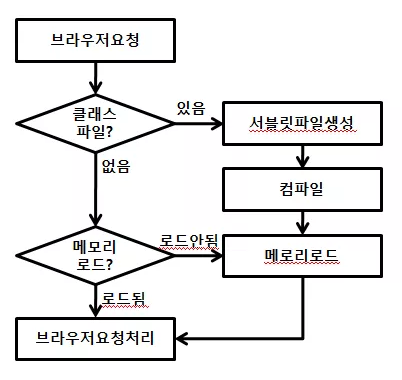 브라우저요청
클래스
파일?
있음
서블릿파일생성
없음
컴파일
메모리
로드?
로드안됨
메로리로드
로드됨
브라우저요청처리